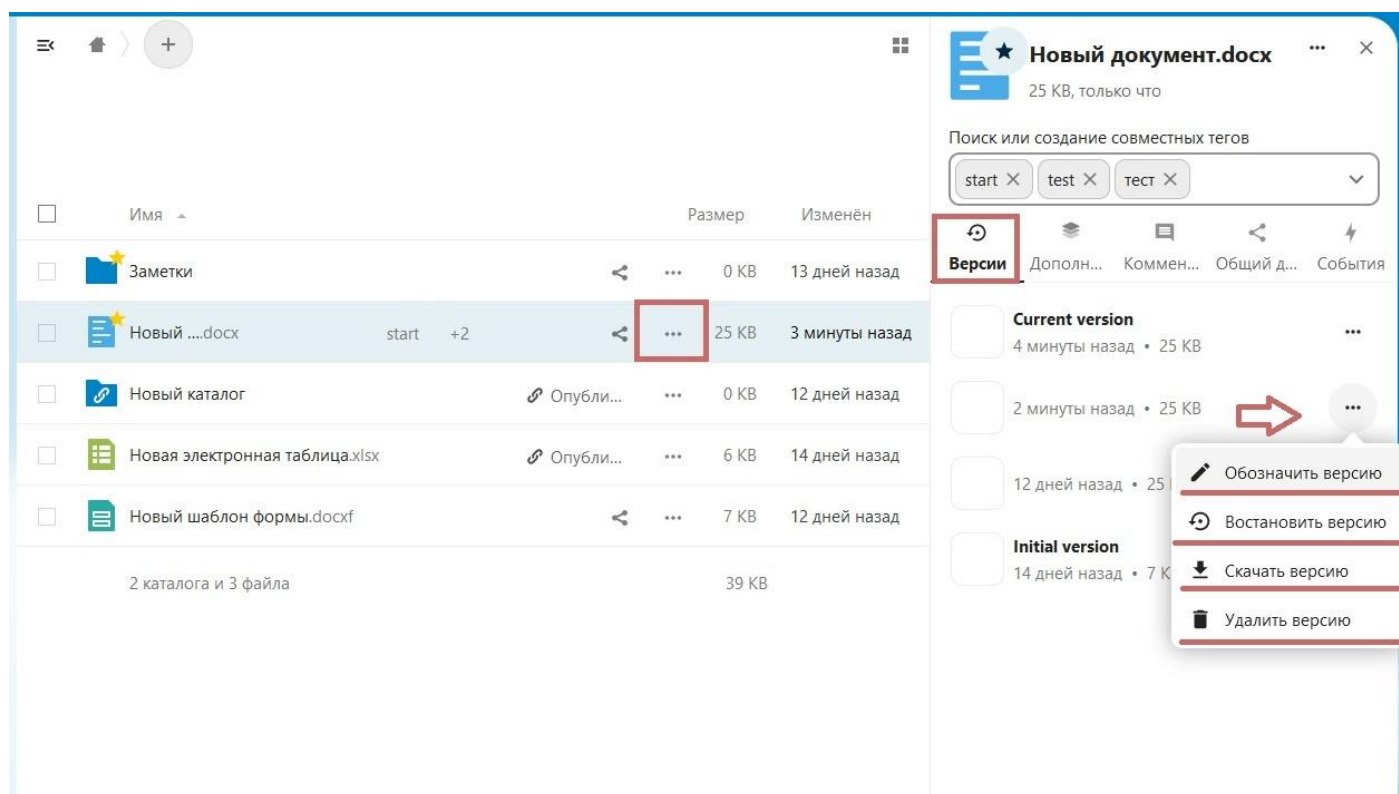 Новый документ.docx
25 KB, только что
Поиск или создание совместных тегов
start test тест
Имя Размер Изменён
Версии Дополн... Коммен... Общий д... События
Заметки 0 KB 13 дней назад
Новый ....docx start +2 25 KB 3 минуты назад
Новый каталог Опубли... 0 KB 12 дней назад
Новая электронная таблица.xlsx Опубли... 6 KB 14 дней назад
Новый шаблон формы.docxf 7 KB 12 дней назад
2 каталога и 3 файла 39 KB
Current version
4 минуты назад • 25 KB
2 минуты назад • 25 KB
12 дней назад • 25
Initial version
14 дней назад • 7 K
Обозначить версию
Востановить версию
Скачать версию
Удалить версию